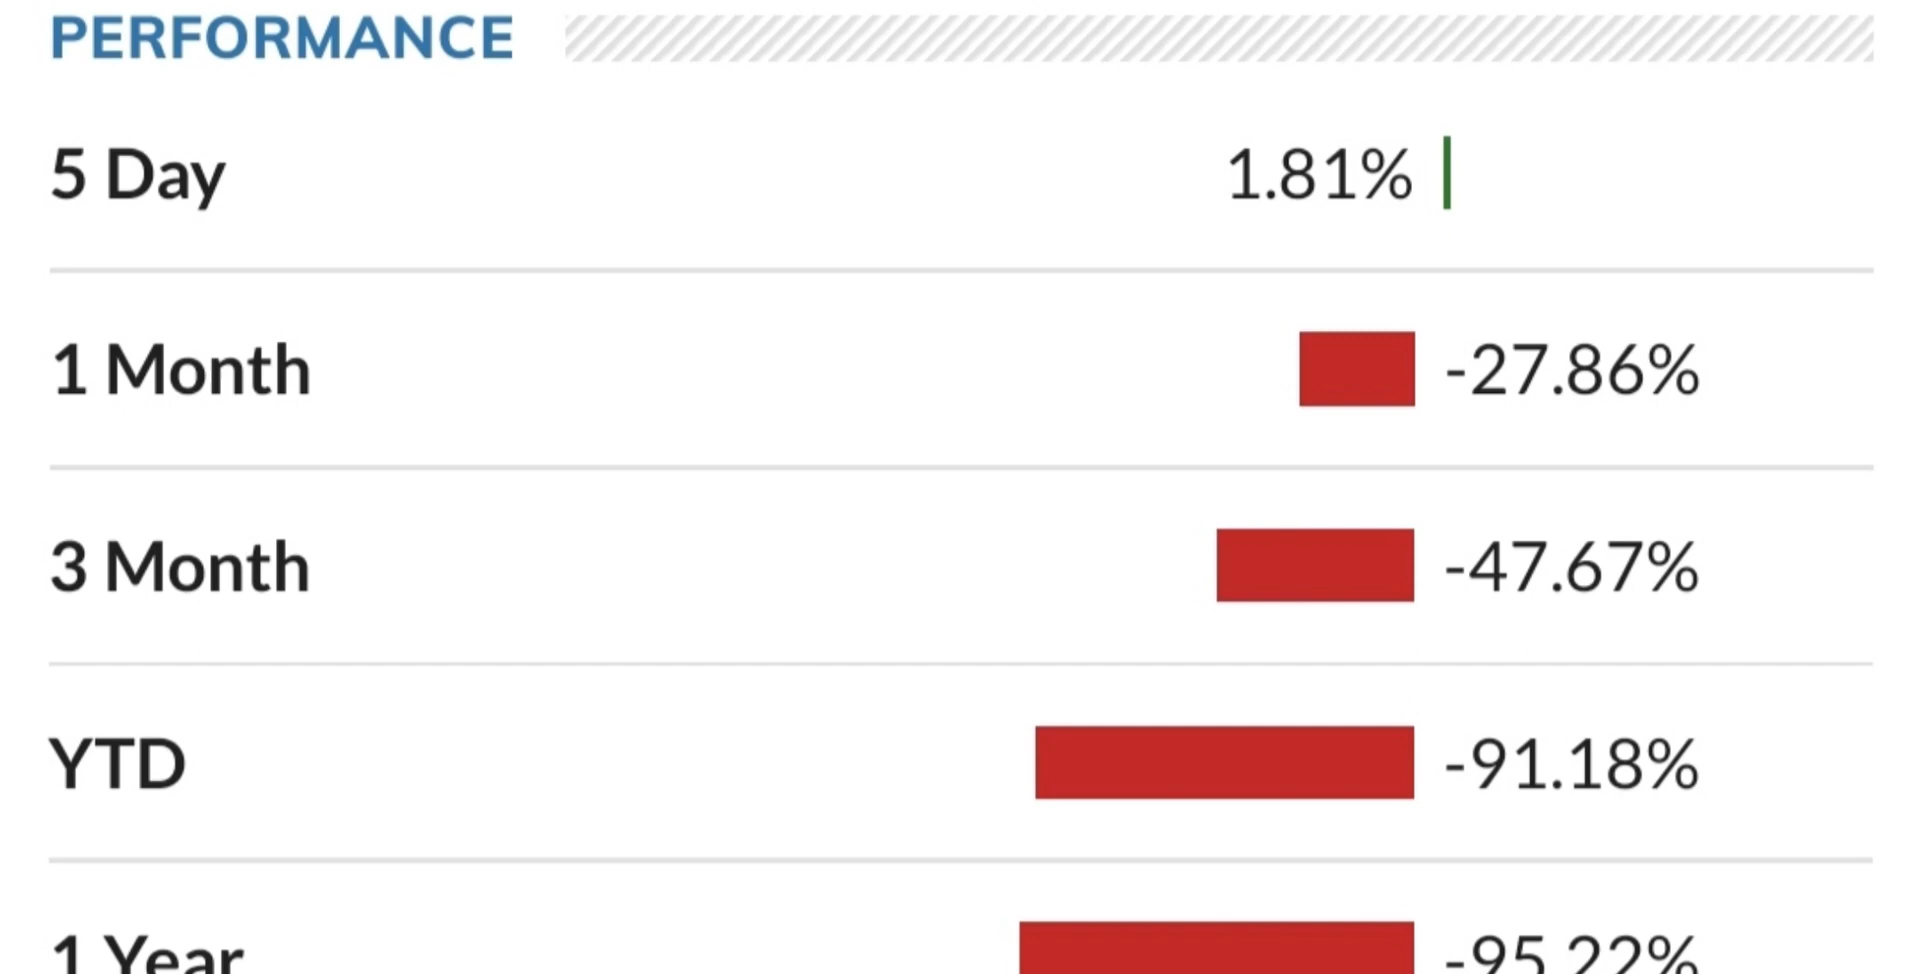 PERFORMANCE
5 Day 1.81%
1 Month -27.86%
3 Month -47.67%
YTD -91.18%
1 Year -95.22%